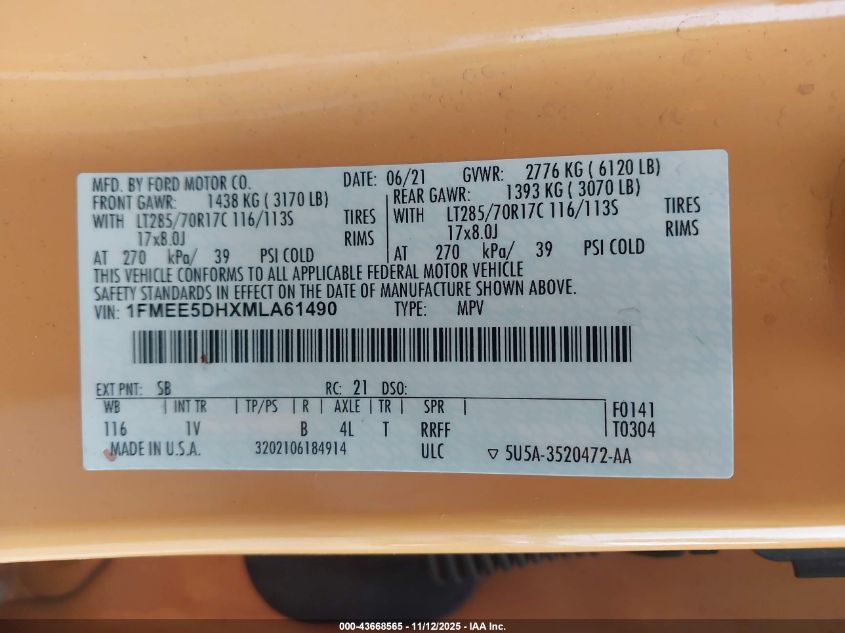 MFD. BY FORD MOTOR CO. DATE: 06/21 GVWR: 2776 KG ( 6120 LB)
FRONT GAWR: 1438 KG ( 3170 LB) REAR GAWR: 1393 KG ( 3070 LB)
WITH LT285/70R17C 116/113S TIRES WITH LT285/70R17C 116/113S TIRES
17x8.0J RIMS 17x8.0J RIMS
AT 270 kPa/ 39 PSI COLD AT 270 kPa/ 39 PSI COLD
THIS VEHICLE CONFORMS TO ALL APPLICABLE FEDERAL MOTOR VEHICLE
SAFETY STANDARDS IN EFFECT ON THE DATE OF MANUFACTURE SHOWN ABOVE.
VIN: 1FMEE5DHXMLA61490 TYPE: MPV
EXT PNT: SB RC: 21 DSO:
WB | INT TR | TP/PS | R | AXLE | TR | SPR | F0141
116 1V B 4L T RRFF T0304
MADE IN U.S.A. 3202106184914 ULC ▽ 5U5A-3520472-AA
000-43668565 - 11/12/2025 - IAA Inc.